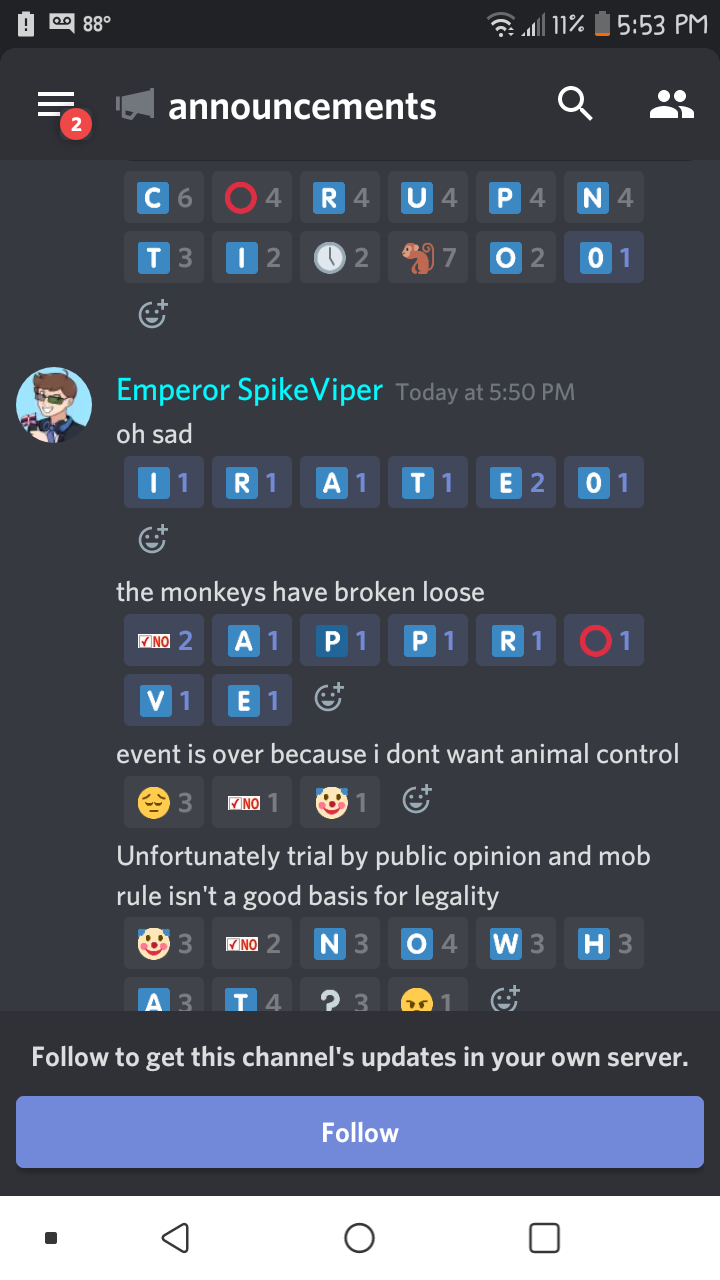 88° 11% 5:53 PM
2 announcements
C 6 ⭕ 4 R 4 U 4 P 4 N 4
T 3 I 2 🕔 2 🐒 7 O 2 0 1
Emperor SpikeViper Today at 5:50 PM
oh sad
I 1 R 1 A 1 T 1 E 2 0 1
the monkeys have broken loose
NO 2 A 1 P 1 P 1 R 1 ⭕ 1
V 1 E 1
event is over because i dont want animal control
😔 3 NO 1 🤡 1
Unfortunately trial by public opinion and mob
rule isn't a good basis for legality
🤡 3 NO 2 N 3 O 4 W 3 H 3
A 3 T 4 ? 3 😠 1
Follow to get this channel's updates in your own server.
Follow